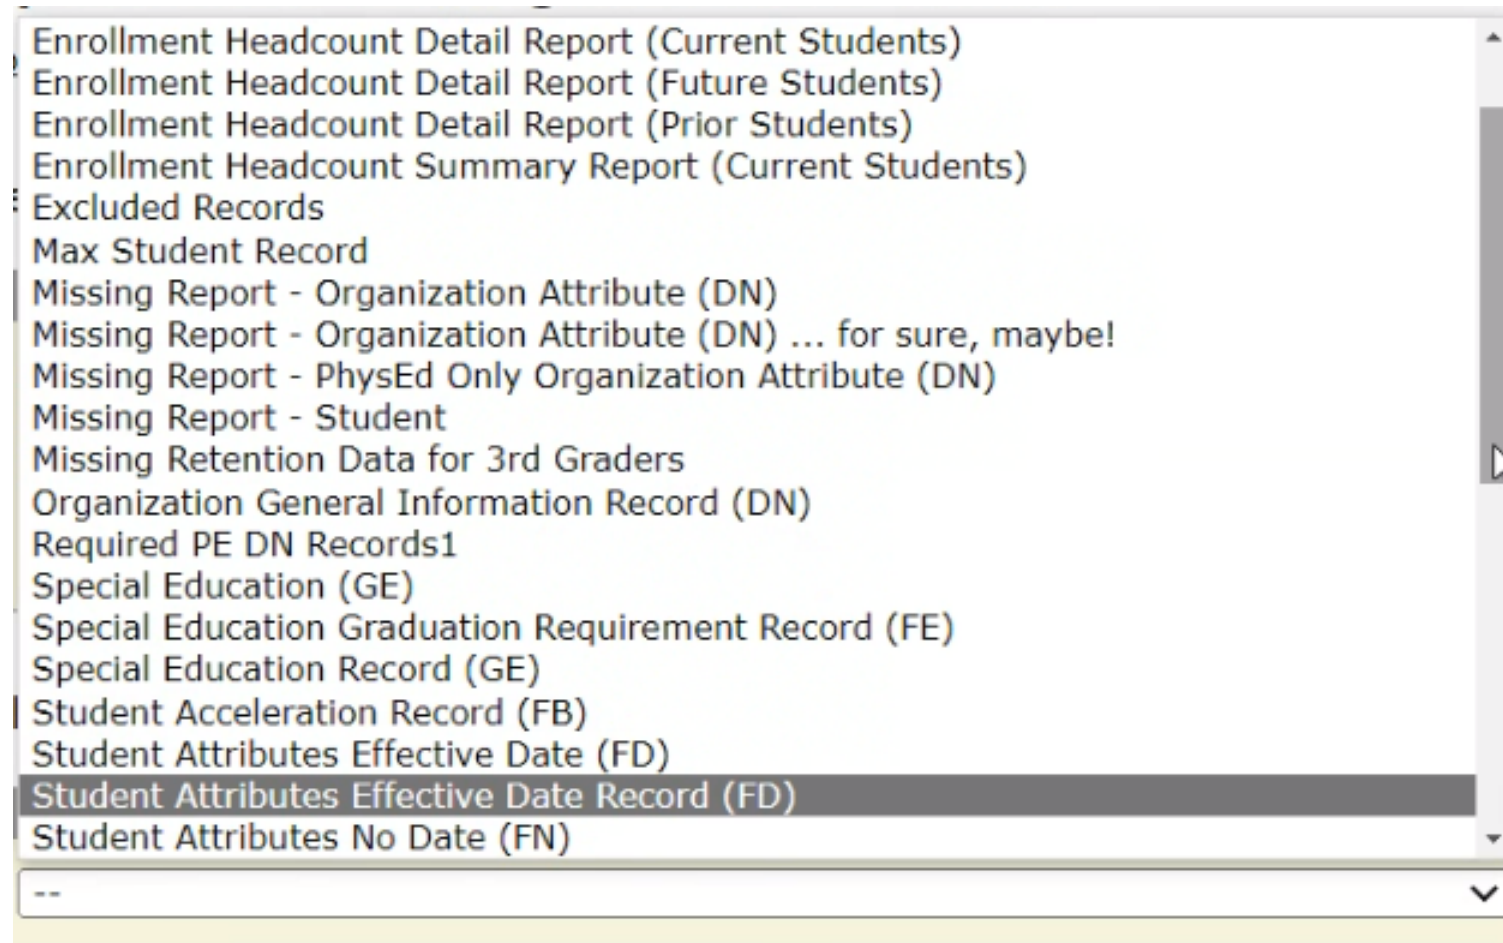 Enrollment Headcount Detail Report (Current Students)
Enrollment Headcount Detail Report (Future Students)
Enrollment Headcount Detail Report (Prior Students)
Enrollment Headcount Summary Report (Current Students)
Excluded Records
Max Student Record
Missing Report - Organization Attribute (DN)
Missing Report - Organization Attribute (DN) ... for sure, maybe!
Missing Report - PhysEd Only Organization Attribute (DN)
Missing Report - Student
Missing Retention Data for 3rd Graders
Organization General Information Record (DN)
Required PE DN Records1
Special Education (GE)
Special Education Graduation Requirement Record (FE)
Special Education Record (GE)
Student Acceleration Record (FB)
Student Attributes Effective Date (FD)
Student Attributes Effective Date Record (FD)
Student Attributes No Date (FN)
--